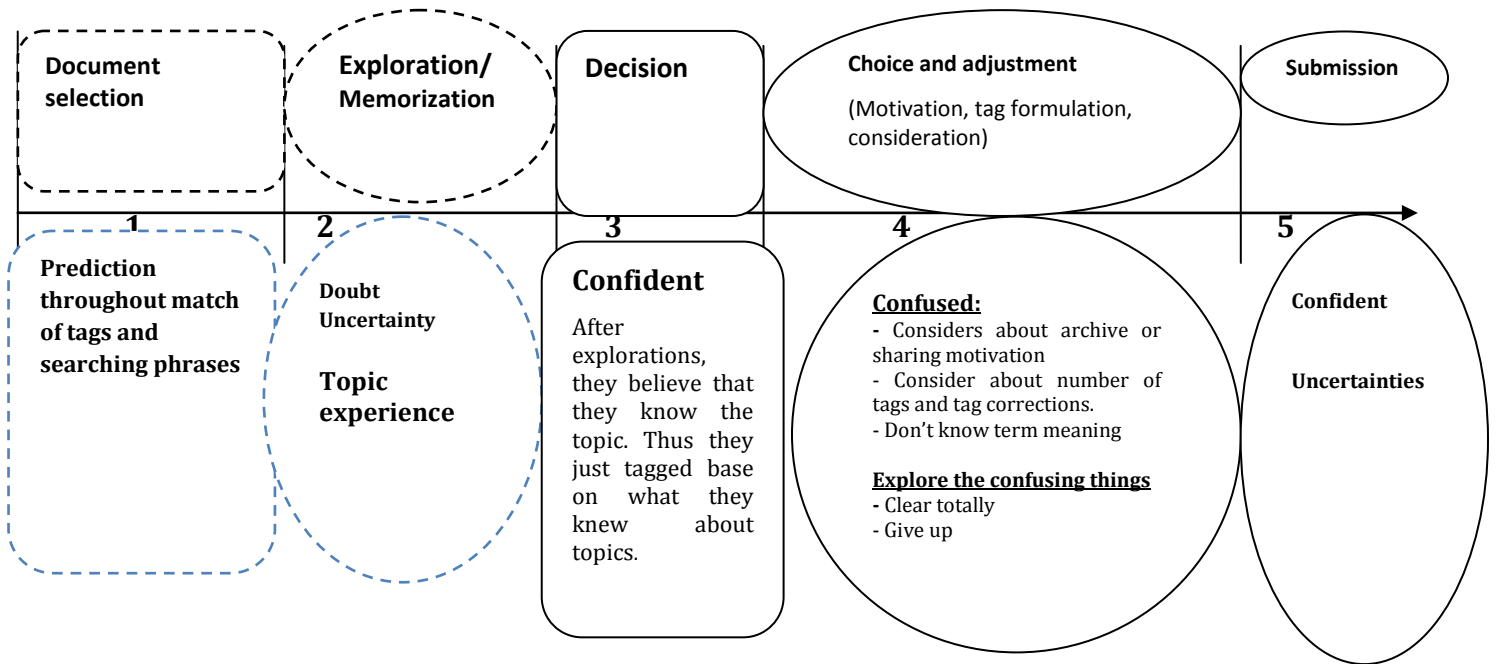 Document
selection
Exploration/
Memorization
Decision
Choice and adjustment
(Motivation, tag formulation,
consideration)
Submission
1
2
3
4
5
Prediction
throughout match
of tags and
searching phrases
Doubt
Uncertainty
Topic
experience
Confident
After
explorations,
they believe that
they know the
topic. Thus they
just tagged base
on what they
knew about
topics.
Confused:
- Considers about archive or
sharing motivation
- Consider about number of
tags and tag corrections.
- Don’t know term meaning
Explore the confusing things
- Clear totally
- Give up
Confident
Uncertainties